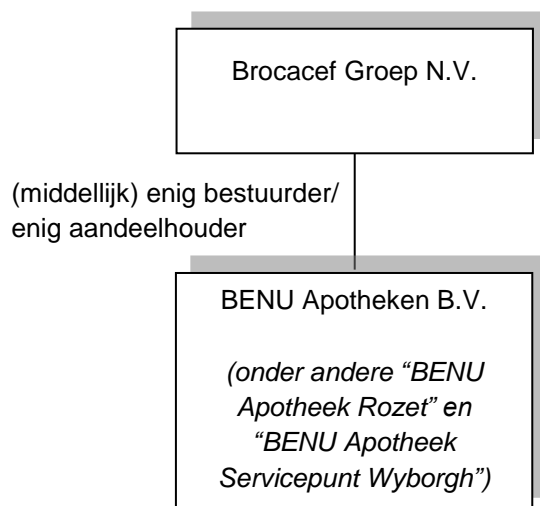 Brocacef Groep N.V.
(middellijk) enig bestuurder/
enig aandeelhouder
BENU Apotheken B.V.
(onder andere “BENU
Apotheek Rozet” en
“BENU Apotheek
Servicepunt Wyborgh”)